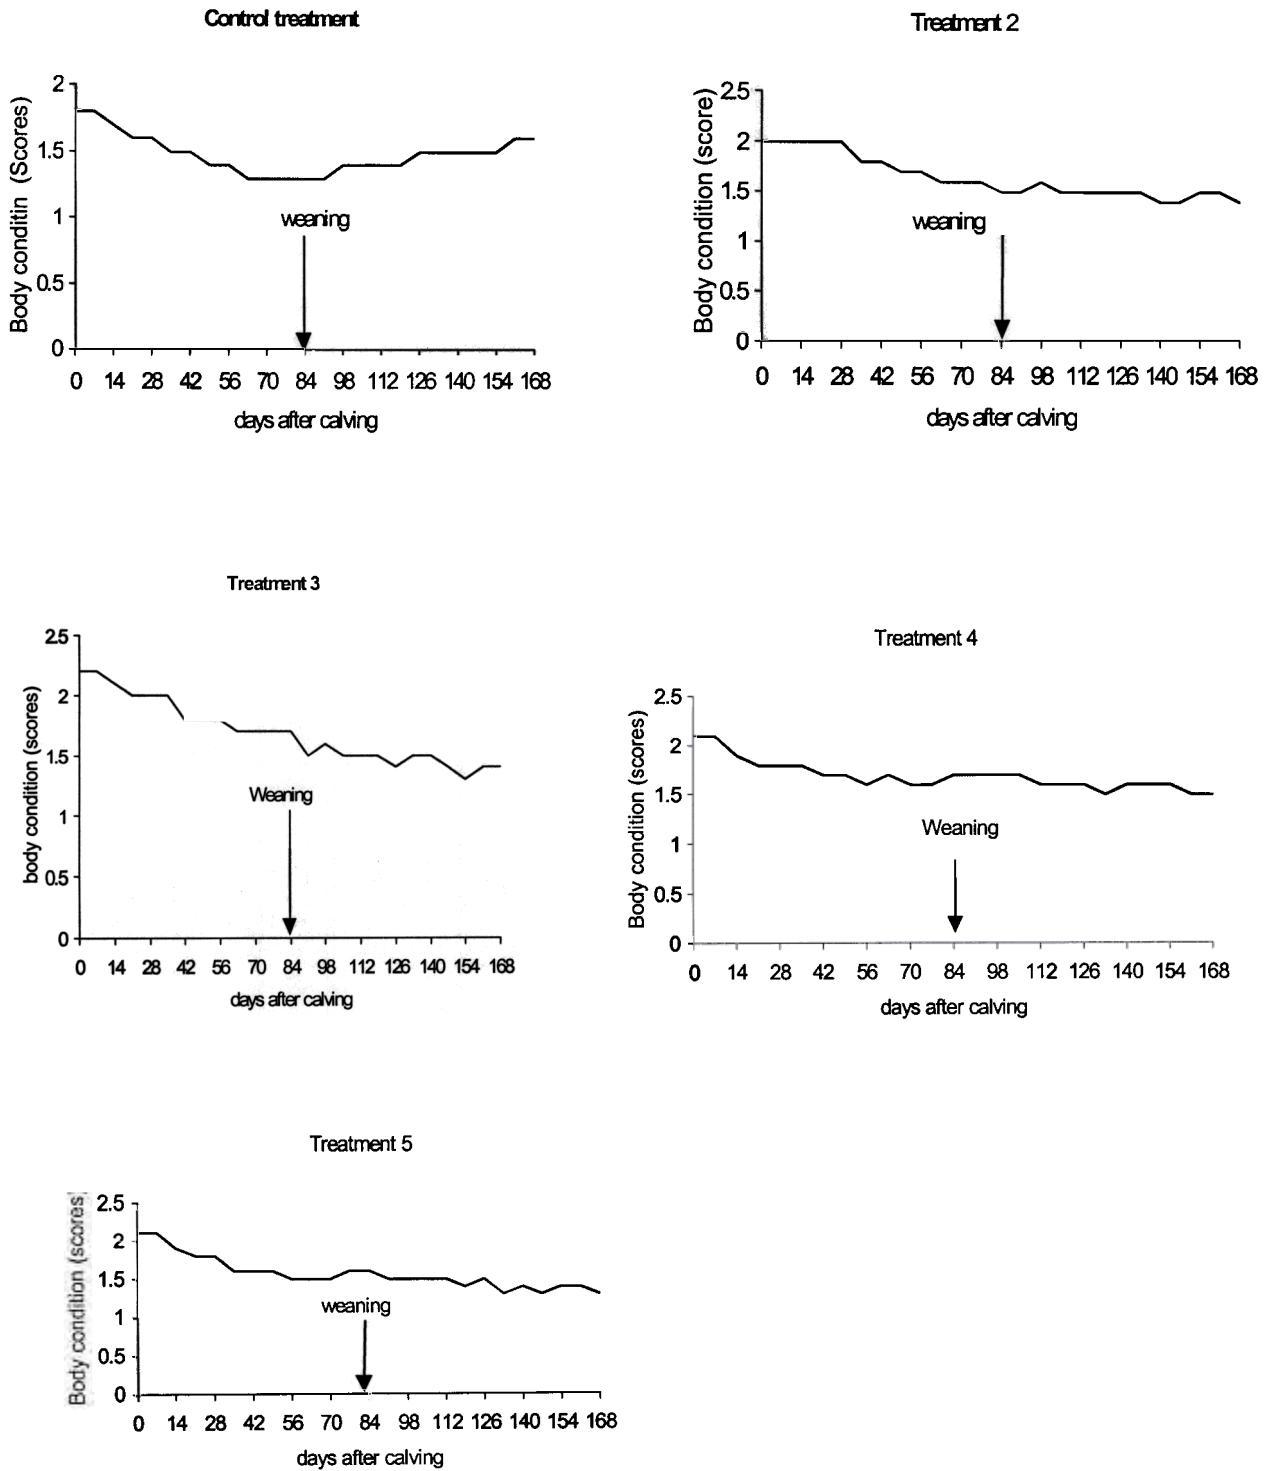 Control treatment
Body conditin (Scores)
2
1.5
1
0.5
0
weaning
0 14 28 42 56 70 84 98 112 126 140 154 168
days after calving
Treatment 2
Body condition (score)
2.5
2
1.5
1
0.5
0
weaning
0 14 28 42 56 70 84 98 112 126 140 154 168
days after calving
Treatment 3
body condition (scores)
2.5
2
1.5
1
0.5
0
Weaning
0 14 28 42 56 70 84 98 112 126 140 154 168
days after calving
Treatment 4
Body condition (scores)
2.5
2
1.5
1
0.5
0
Weaning
0 14 28 42 56 70 84 98 112 126 140 154 168
days after calving
Treatment 5
Body condition (scores)
2.5
2
1.5
1
0.5
0
weaning
0 14 28 42 56 70 84 98 112 126 140 154 168
days after calving